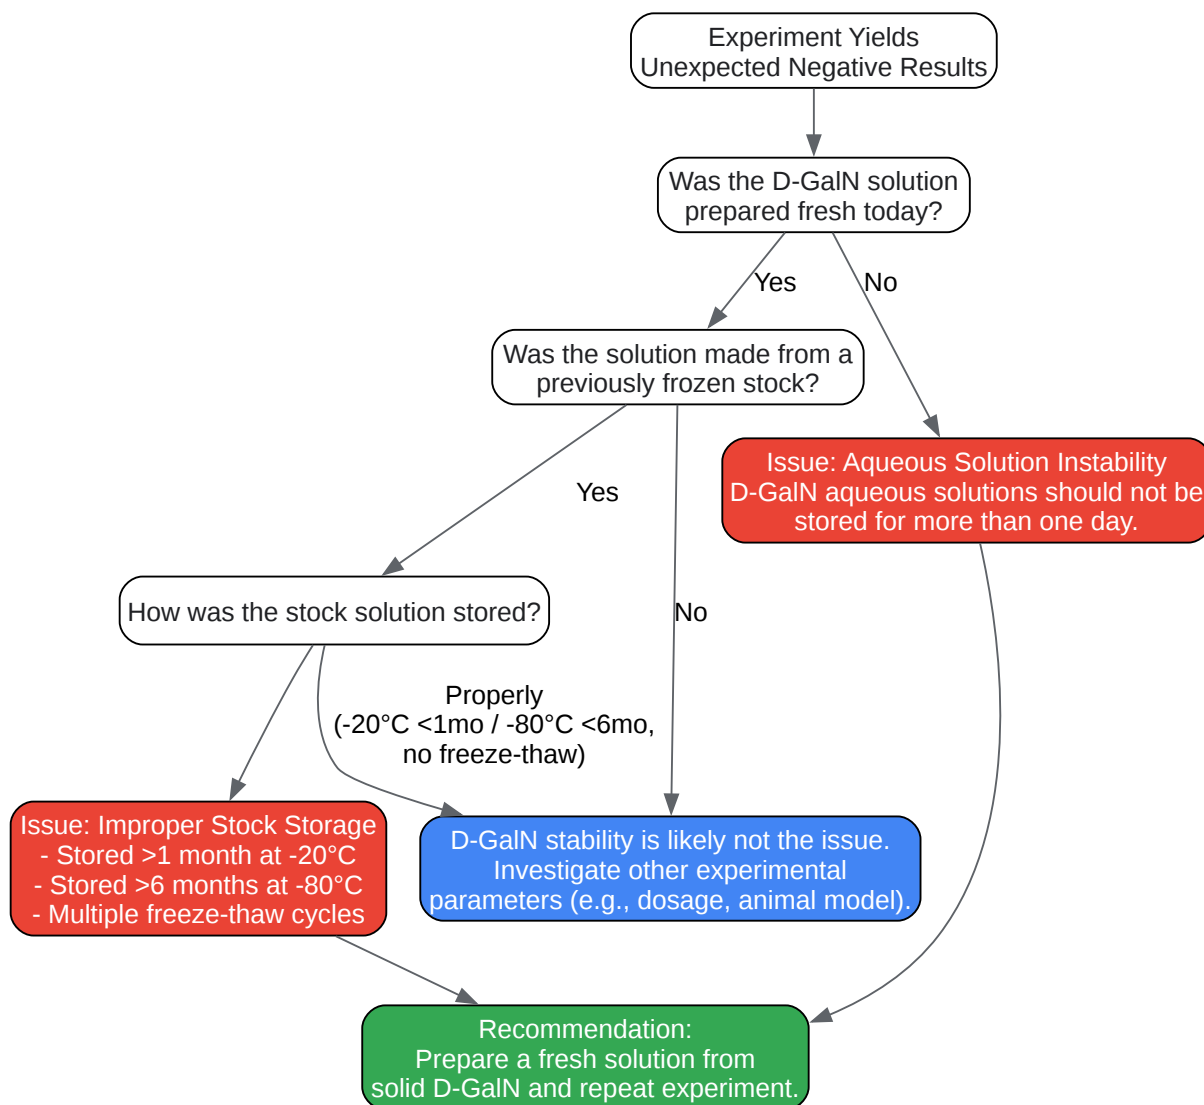 Experiment Yields
Unexpected Negative Results
Was the D-GalN solution
prepared fresh today?
Yes
No
Was the solution made from a
previously frozen stock?
Issue: Aqueous Solution Instability
D-GalN aqueous solutions should not be
stored for more than one day.
Yes
No
How was the stock solution stored?
Properly
(-20°C <1mo / -80°C <6mo,
no freeze-thaw)
Issue: Improper Stock Storage
- Stored >1 month at -20°C
- Stored >6 months at -80°C
- Multiple freeze-thaw cycles
D-GalN stability is likely not the issue.
Investigate other experimental
parameters (e.g., dosage, animal model).
Recommendation:
Prepare a fresh solution from
solid D-GalN and repeat experiment.